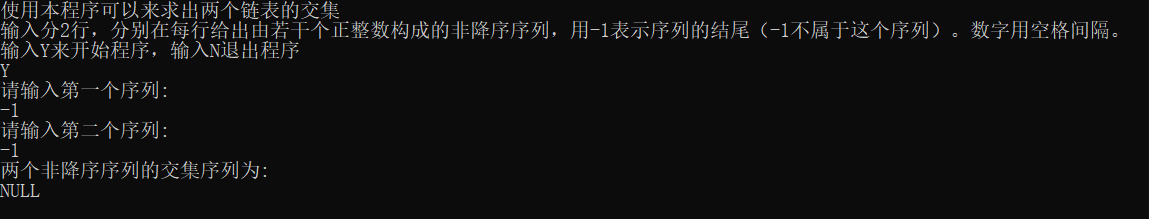 使用本程序可以来求出两个链表的交集
输入分2行，分别在每行给出由若干个正整数构成的非降序序列，用-1表示序列的结尾（-1不属于这个序列）。数字用空格间隔。
输入Y来开始程序，输入N退出程序
Y
请输入第一个序列:
-1
请输入第二个序列:
-1
两个非降序序列的交集序列为:
NULL